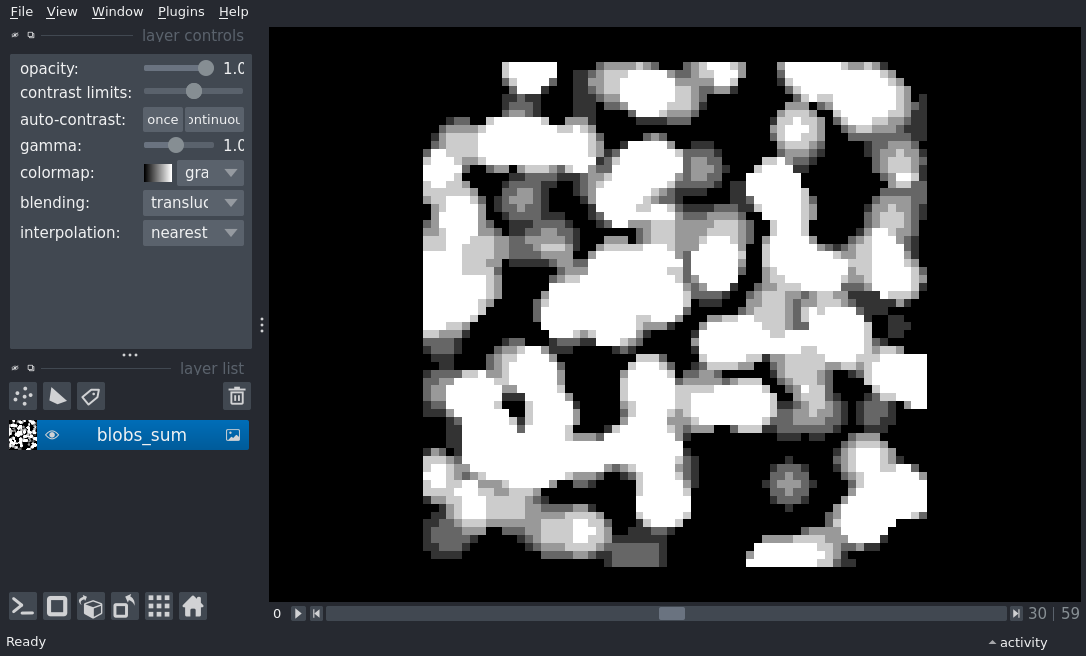 File View Window Plugins Help
layer controls
opacity: 1.0
contrast limits:
auto-contrast: once ontinuou
gamma: 1.0
colormap: gra
blending: transluc
interpolation: nearest
layer list
blobs_sum
0 30 | 59
Ready activity